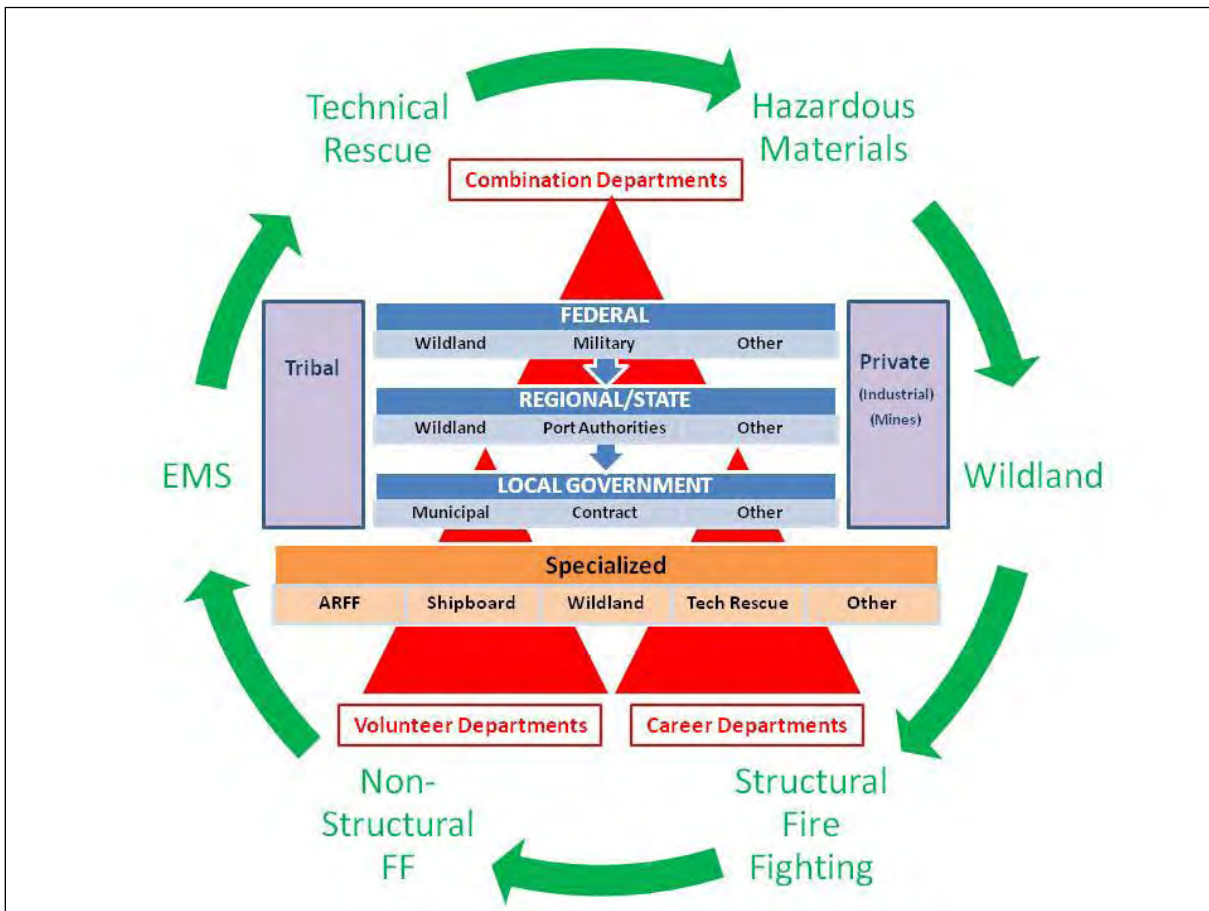 Technical
Rescue
Hazardous
Materials
Combination Departments
Tribal
FEDERAL
Wildland Military Other
REGIONAL/STATE
Wildland Port Authorities Other
LOCAL GOVERNMENT
Municipal Contract Other
Private
(Industrial)
(Mines)
EMS
Wildland
Specialized
ARFF Shipboard Wildland Tech Rescue Other
Volunteer Departments
Career Departments
Non-
Structural
FF
Structural
Fire
Fighting